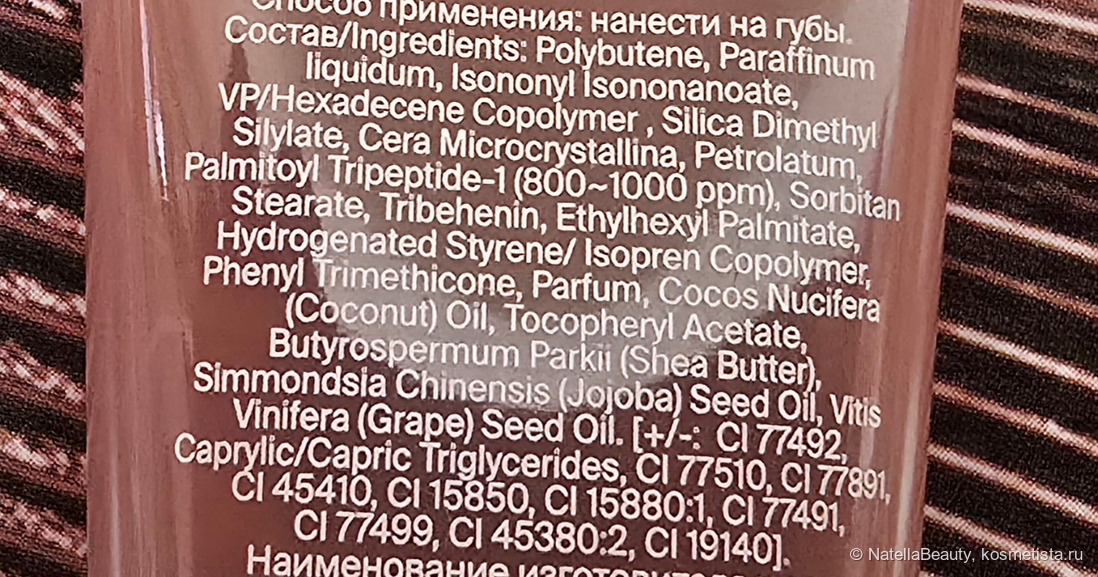 Способ применения: нанести на губы.
Состав/Ingredients: Polybutene, Paraffinum
liquidum, Isononyl Isononanoate,
VP/Hexadecene Copolymer , Silica Dimethyl
Silylate, Cera Microcrystallina, Petrolatum,
Palmitoyl Tripeptide-1 (800~1000 ppm), Sorbitan
Stearate, Tribehenin, Ethylhexyl Palmitate,
Hydrogenated Styrene/ Isopren Copolymer,
Phenyl Trimethicone, Parfum, Cocos Nucifera
(Coconut) Oil, Tocopheryl Acetate,
Butyrospermum Parkii (Shea Butter),
Simmondsia Chinensis (Jojoba) Seed Oil, Vitis
Vinifera (Grape) Seed Oil. [+/-: CI 77492,
Caprylic/Capric Triglycerides, CI 77510, CI 77891,
CI 45410, CI 15850, CI 15880:1, CI 77491,
CI 77499, CI 45380:2, CI 19140].
Наименование изготовителя
© NatellaBeauty, kosmetista.ru